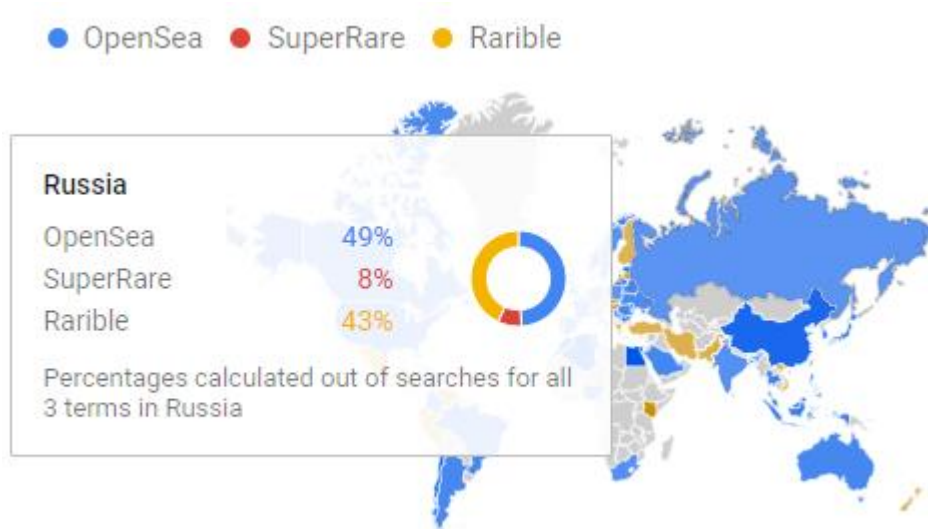 OpenSea SuperRare Rarible
Russia
OpenSea 49%
SuperRare 8%
Rarible 43%
Percentages calculated out of searches for all
3 terms in Russia